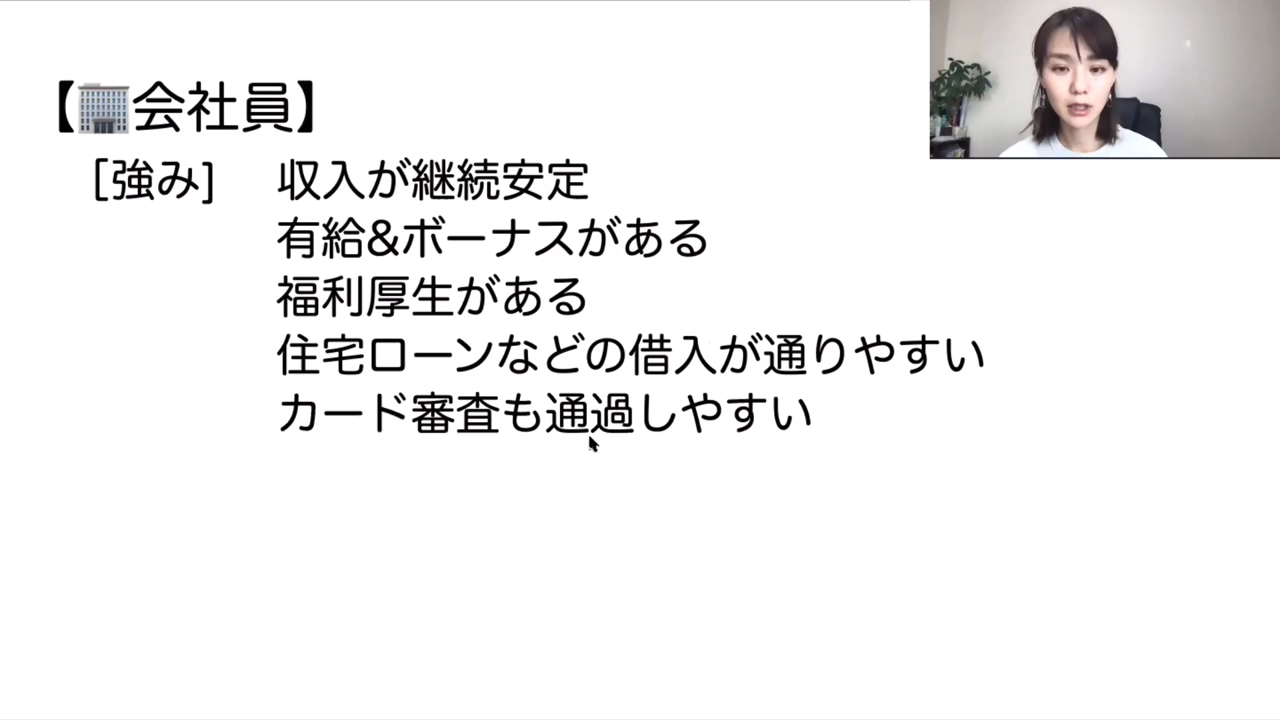 【🏢会社員】
[強み] 収入が継続安定
有給&ボーナスがある
福利厚生がある
住宅ローンなどの借入が通りやすい
カード審査も通過しやすい